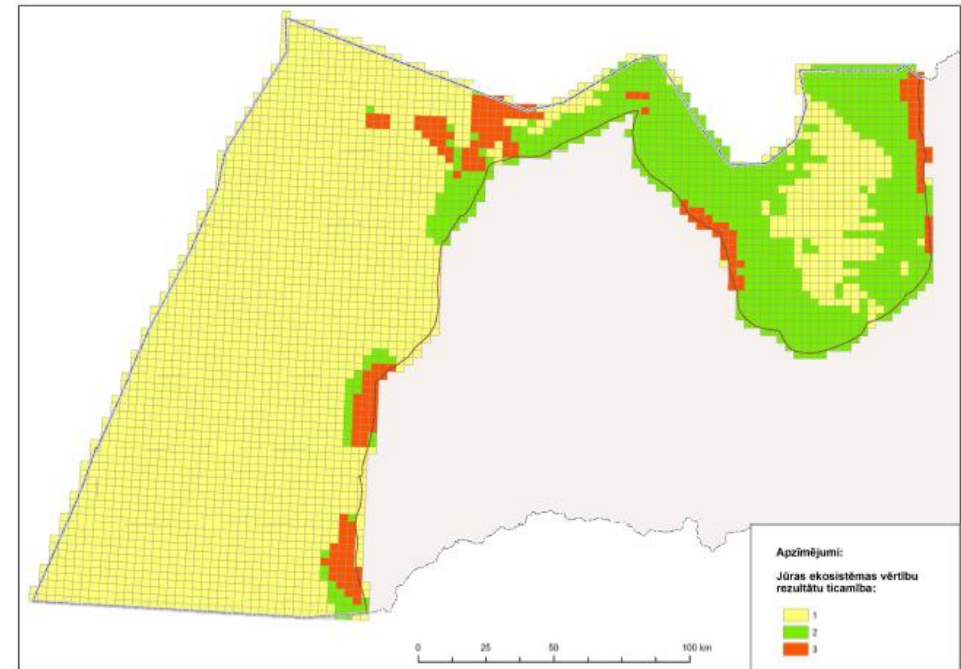 Apzīmējumi:
Jūras ekosistēmas vērtību
rezultātu ticamība:
1
2
3
0 25 50 100 km